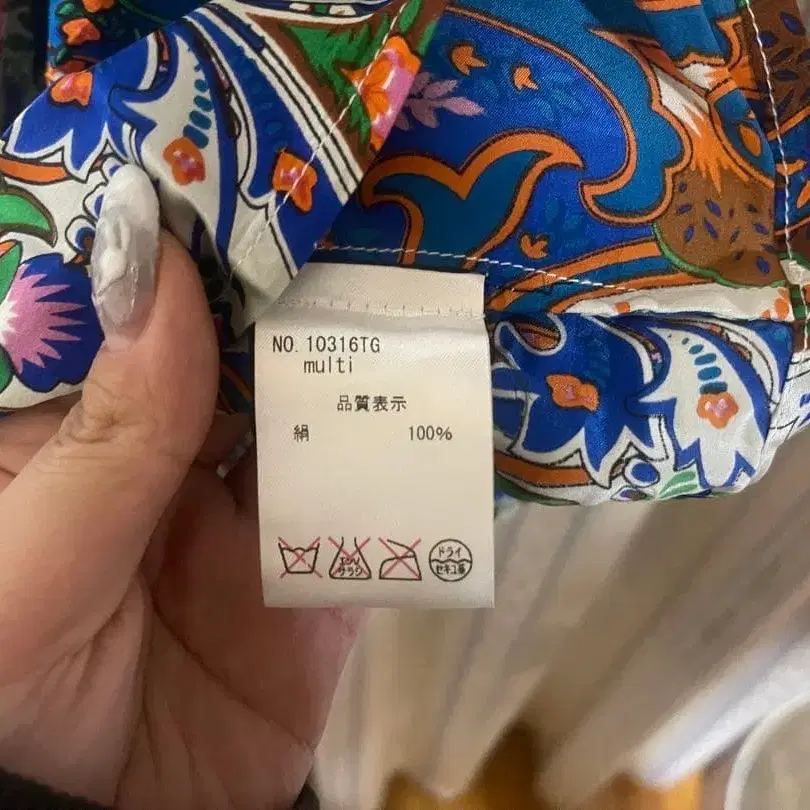 NO. 10316TG
multi
品質表示
絹 100%
エンソ
サラシ
ドライ
セキユ系